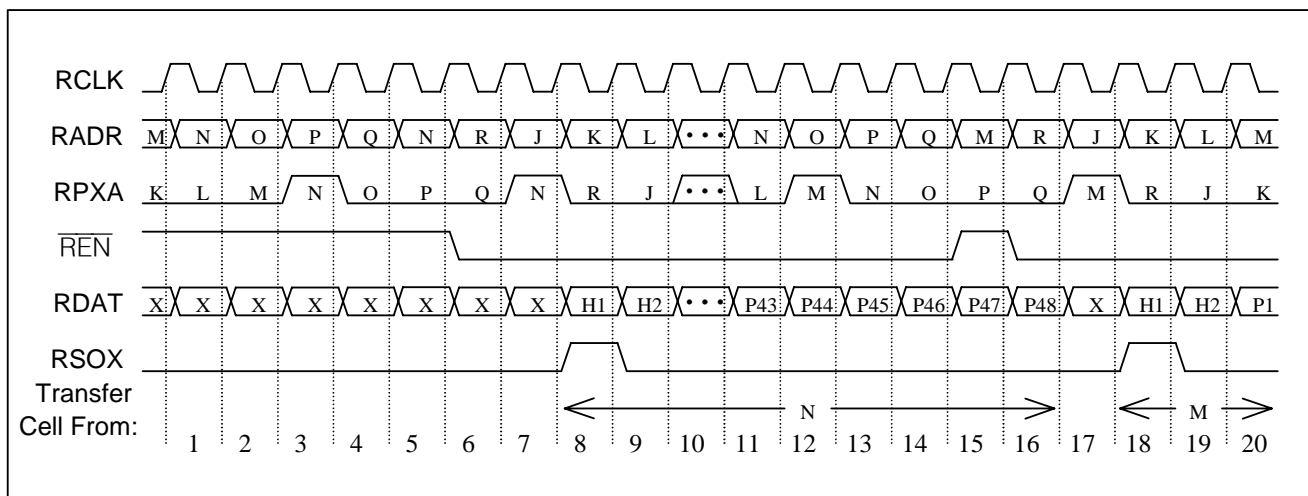 RCLK
RADR M N O P Q N R J K L ••• N O P Q M R J K L M
RPXA K L M N O P Q N R J ••• L M N O P Q M R J K
REN
RDAT X X X X X X X X H1 H2 ••• P43 P44 P45 P46 P47 P48 X H1 H2 P1
RSOX
Transfer
Cell From: N M
1 2 3 4 5 6 7 8 9 10 11 12 13 14 15 16 17 18 19 20